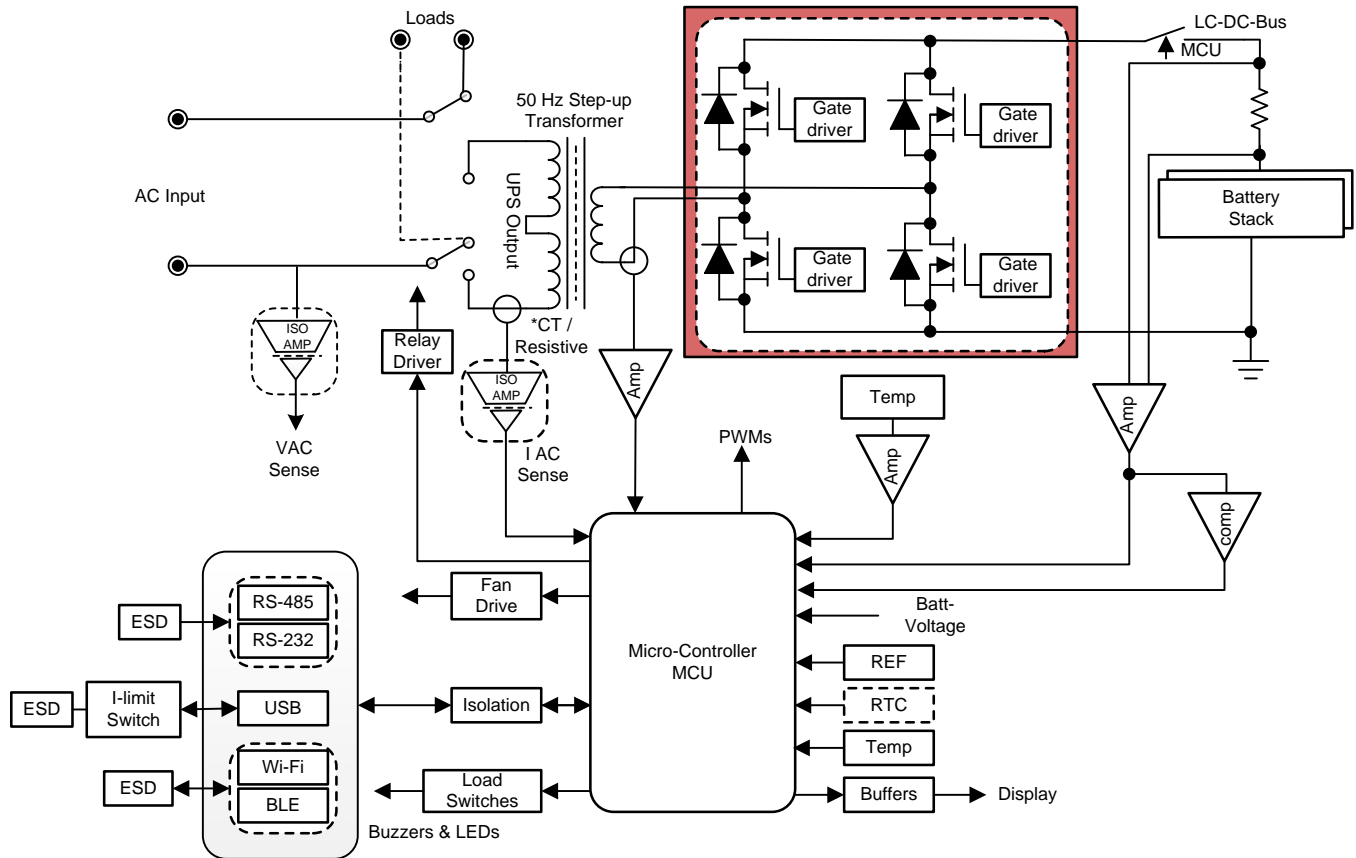 Loads
LC-DC-Bus
MCU
50 Hz Step-up
Transformer
Gate
driver
Gate
driver
AC Input
UPS Output
Battery
Stack
Gate
driver
Gate
driver
ISO
AMP
Relay
Driver
*CT /
Resistive
ISO
AMP
Amp
Temp
Amp
Amp
VAC
Sense
I AC
Sense
PWMs
comp
RS-485
RS-232
ESD
Fan
Drive
Micro-Controller
MCU
Batt-
Voltage
REF
ESD
I-limit
Switch
USB
Isolation
RTC
Wi-Fi
BLE
ESD
Load
Switches
Temp
Buffers
Display
Buzzers & LEDs